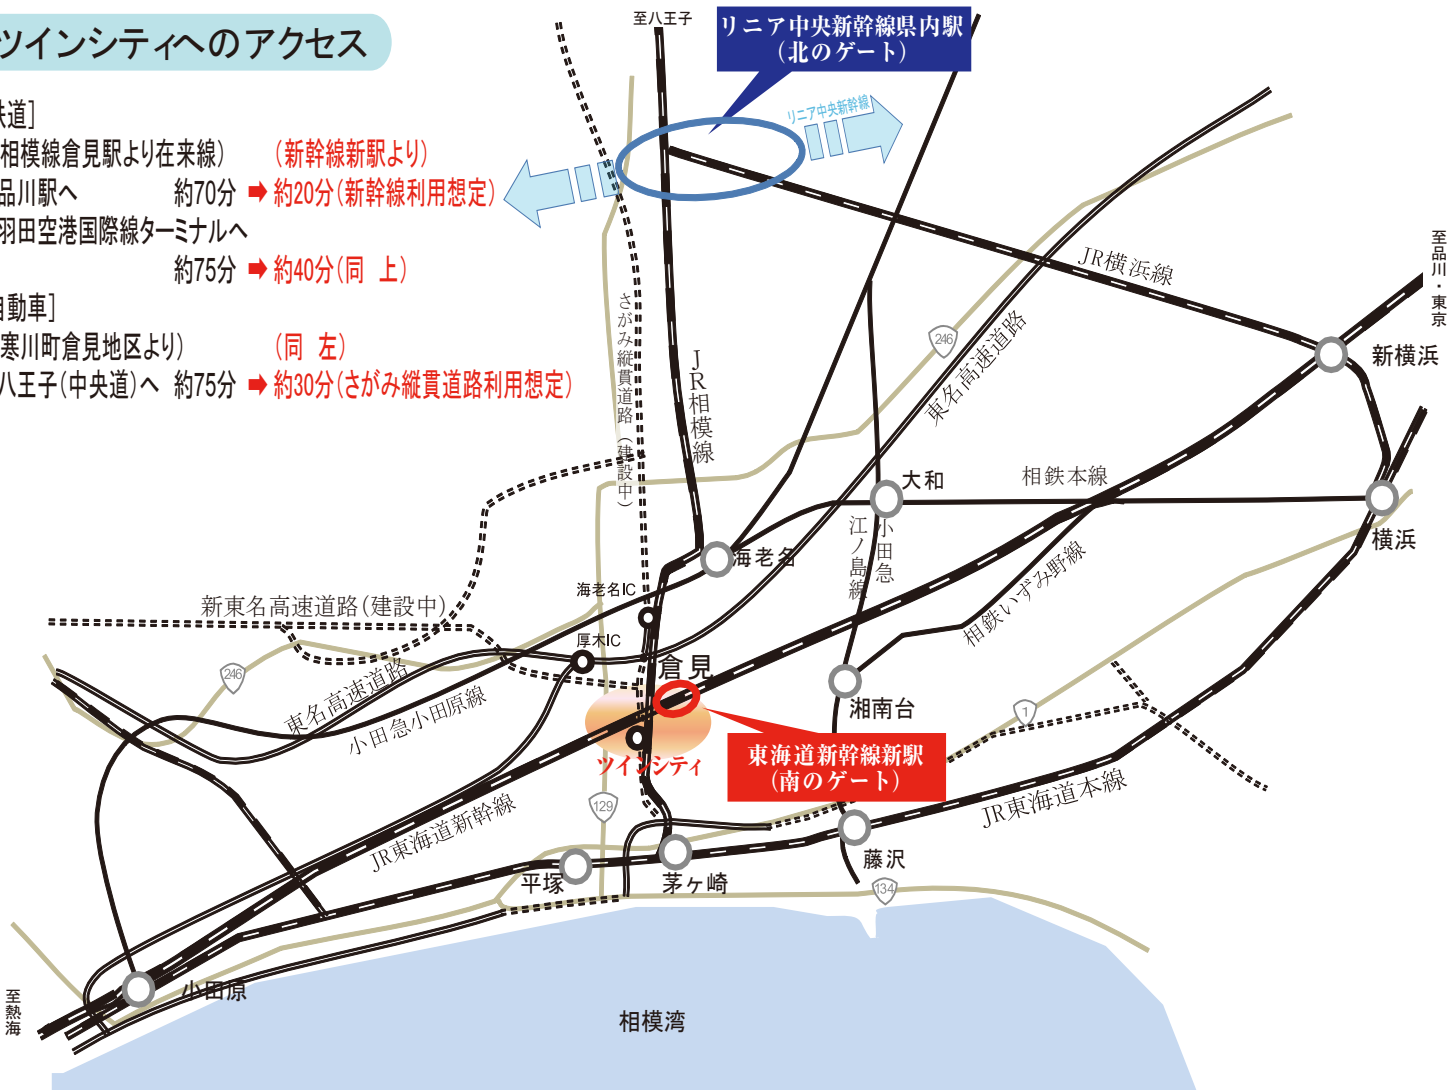 ツインシティへのアクセス
鉄道]
相模線倉見駅より在来線) (新幹線新駅より)
品川駅へ 約70分 ➡ 約20分(新幹線利用想定)
羽田空港国際線ターミナルへ
約75分 ➡ 約40分(同 上)
自動車]
寒川町倉見地区より) (同 左)
八王子(中央道)へ 約75分 ➡ 約30分(さがみ縦貫道路利用想定)
至八王子
リニア中央新幹線県内駅
(北のゲート)
リニア中央新幹線
至品川・東京
JR横浜線
新横浜
さがみ縦貫道路(建設中)
JR相模線
246
東名高速道路
大和
相鉄本線
横浜
小田急
江ノ島線
海老名
相鉄いずみ野線
海老名IC
新東名高速道路(建設中)
厚木IC
倉見
246
東名高速道路
小田急小田原線
湘南台
1
東海道新幹線新駅
(南のゲート)
ツインシティ
129
JR東海道新幹線
JR東海道本線
藤沢
平塚
茅ヶ崎
134
小田原
至熱海
相模湾